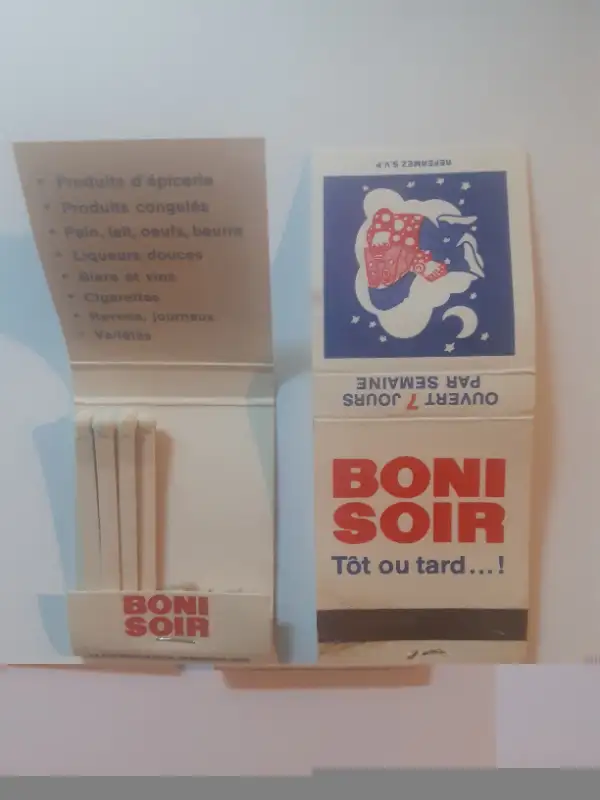 • Produits d'épicerie
• Produits congelés
• Pain, lait, oeufs, beurre
• Liqueurs douces
• Biere et vins
• Cigarettes
• Revues, journaux
• Variétés
BONI
SOIR
REFERMEZ S.V.P
OUVERT 7 JOURS
PAR SEMAINE
BONI
SOIR
Tôt ou tard...!